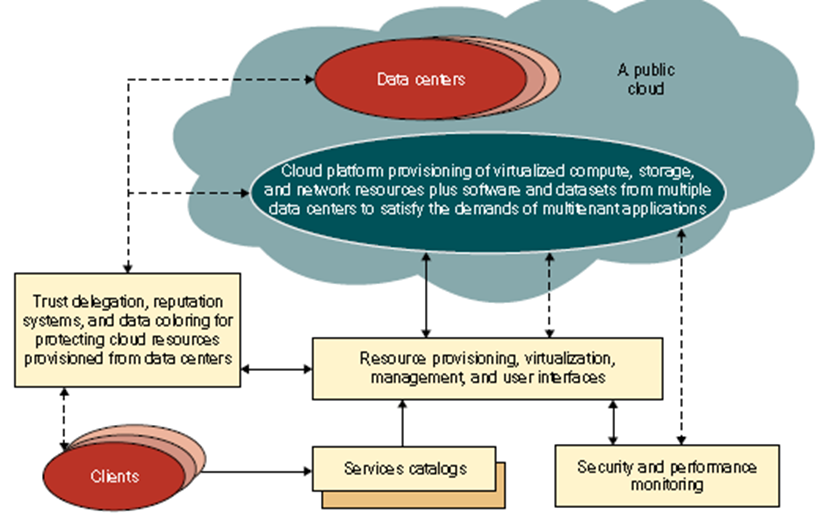 Data centers
A public
cloud
Cloud platform provisioning of virtualized compute, storage,
and network resources plus software and datasets from multiple
data centers to satisfy the demands of multitenant applications
Trust delegation, reputation
systems, and data coloring for
protecting cloud resources
provisioned from data centers
Resource provisioning, virtualization,
management, and user interfaces
Clients
Services catalogs
Security and performance
monitoring